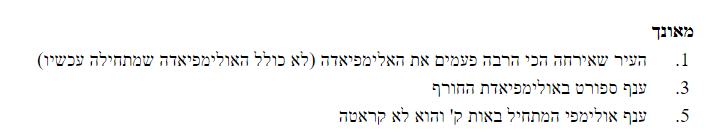 מאונך
1. העיר שאירחה הכי הרבה פעמים את האלימפיאדה (לא כולל האולימפיאדה שמתחילה עכשיו)
3. ענף ספורט באולימפיאדת החורף
5. ענף אולימפי המתחיל באות ק' והוא לא קראטה